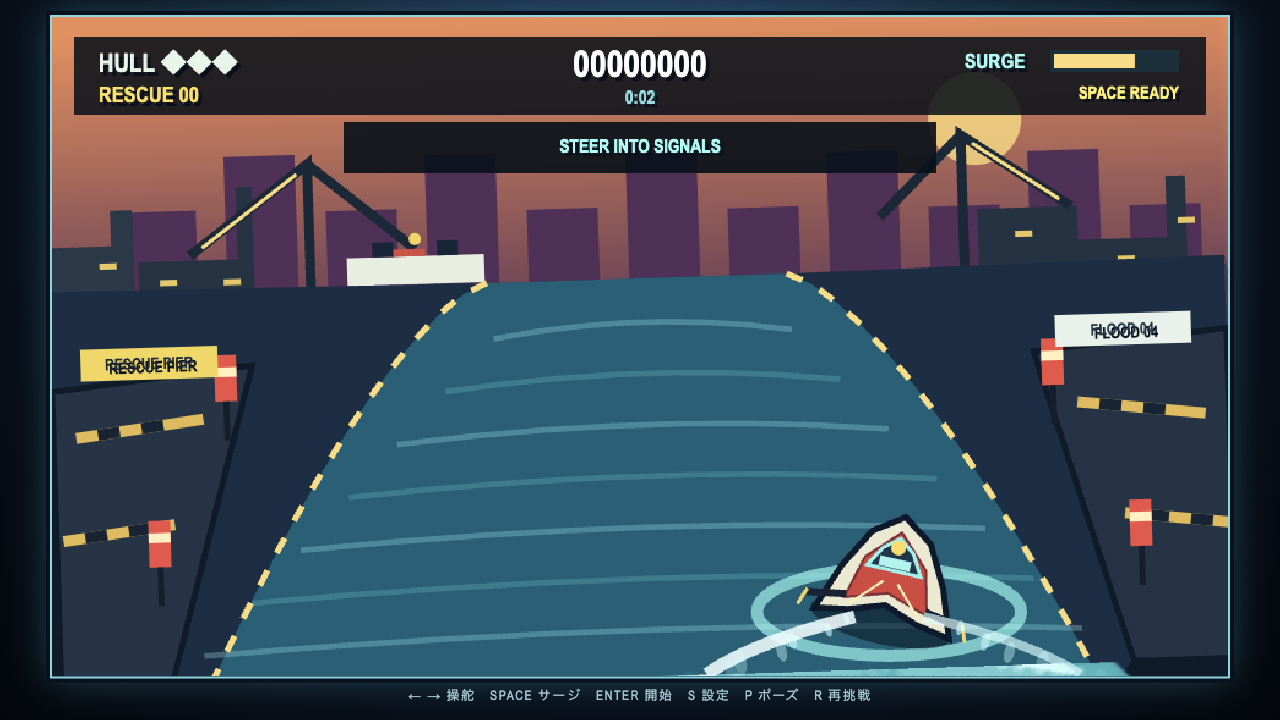 HULL
00000000
SURGE
RESCUE 00
0:02
SPACE READY
STEER INTO SIGNALS
FLOOD 04
RESCUE PIER
← → 操舵 SPACE サージ ENTER 開始 S 設定 P ポーズ R 再挑戦